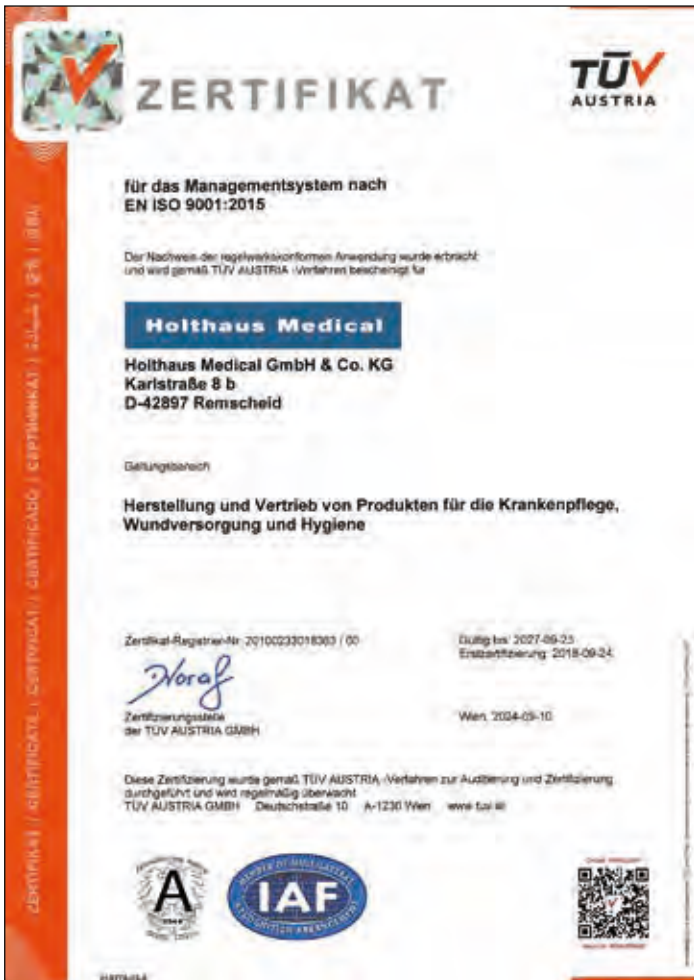 ZERTIFIKAT
TÜV
AUSTRIA
für das Managementsystem nach
EN ISO 9001:2015
Der Nachweis der regelwerkskonformen Anwendung wurde erbracht
und wird gemäß TÜV AUSTRIA -Verfahren bescheinigt für
Holthaus Medical
Holthaus Medical GmbH & Co. KG
Karlstraße 8 b
D-42897 Remscheid
Geltungsbereich
Herstellung und Vertrieb von Produkten für die Krankenpflege,
Wundversorgung und Hygiene
Zertifikat-Registrier-Nr. 20100233018363 / 00
Gültig bis: 2027-09-23
Erstzertifizierung: 2018-09-24
Zertifizierungsstelle
der TÜV AUSTRIA GMBH
Wien, 2024-09-10
Diese Zertifizierung wurde gemäß TÜV AUSTRIA -Verfahren zur Auditierung und Zertifizierung
durchgeführt und wird regelmäßig überwacht
TÜV AUSTRIA GMBH Deutschstraße 10 A-1230 Wien www.tuv.at
ZERTIFIKAT | CERTIFICATE | CERTIFICAT | CERTIFICADO | СЕРТИФИКАТ |
A
IAF